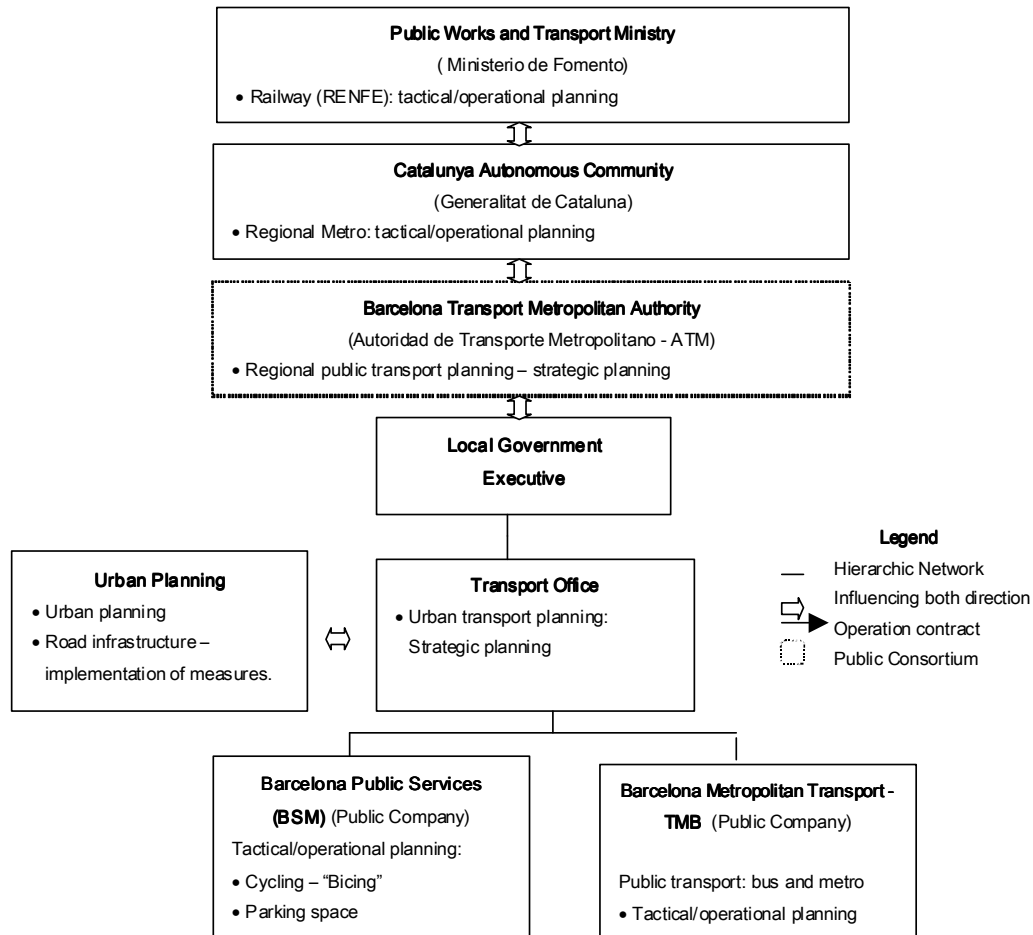 Public Works and Transport Ministry
( Ministerio de Fomento)
• Railway (RENFE): tactical/operational planning
Catalunya Autonomous Community
(Generalitat de Cataluna)
• Regional Metro: tactical/operational planning
Barcelona Transport Metropolitan Authority
(Autoridad de Transporte Metropolitano - ATM)
• Regional public transport planning – strategic planning
Local Government
Executive
Urban Planning
• Urban planning
• Road infrastructure –
implementation of measures.
Transport Office
• Urban transport planning:
Strategic planning
Legend
Hierarchic Network
Influencing both direction
Operation contract
Public Consortium
Barcelona Public Services
(BSM) (Public Company)
Tactical/operational planning:
• Cycling – “Bicing”
• Parking space
Barcelona Metropolitan Transport -
TMB (Public Company)
Public transport: bus and metro
• Tactical/operational planning